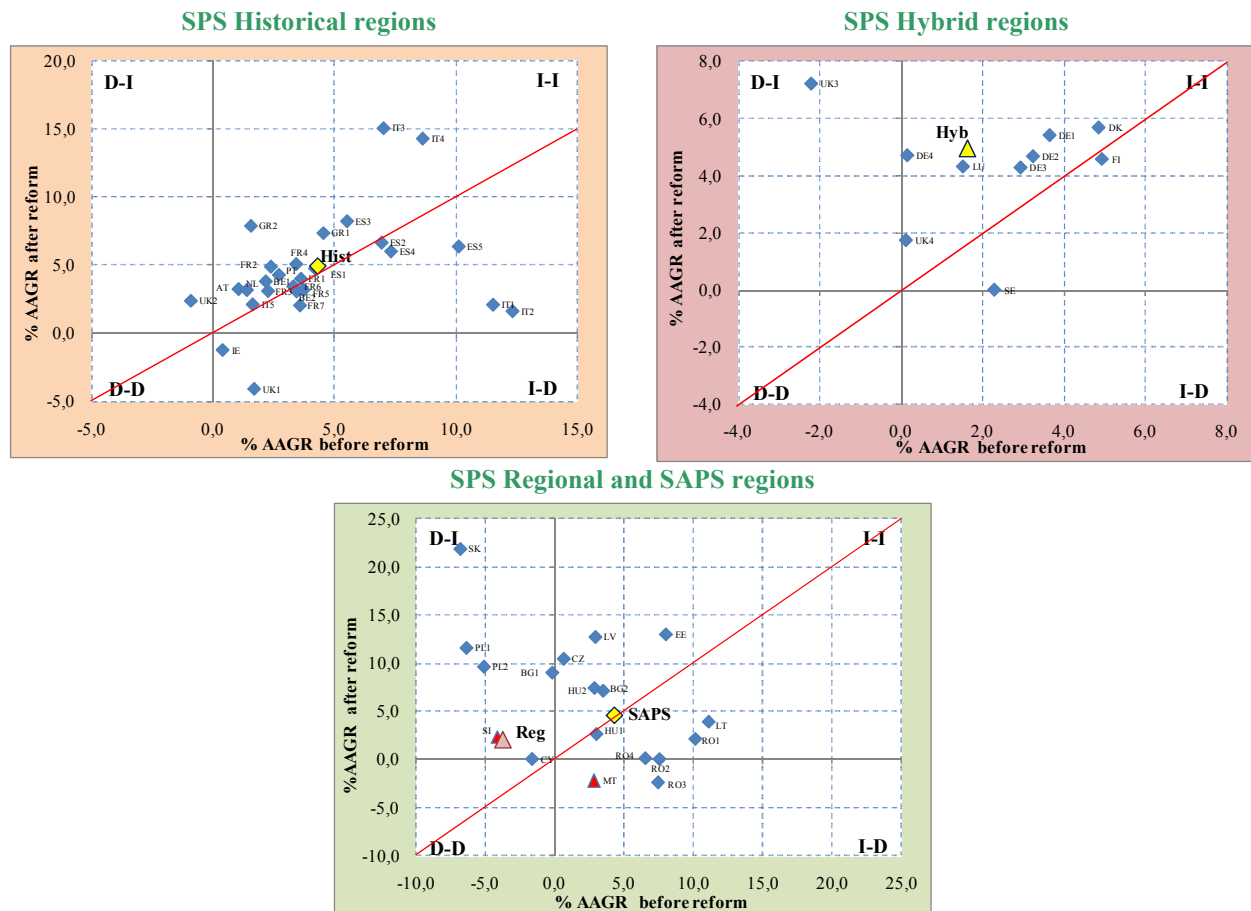 SPS Historical regions
20,0
15,0
10,0
5,0
0,0
-5,0
% AAGR after reform
D-I
I-I
IT3
IT4
GR2
ES3
GR1
ES2
ES4
ES5
FR4
Hist
FR2
PT
ES1
BE1
FR1
AT
NL
FR3
FR6
FR5
BE2
UK2
IT5
FR7
IT1
IT2
IE
UK1
D-D
I-D
-5,0 0,0 5,0 10,0 15,0
% AAGR before reform
SPS Hybrid regions
8,0
6,0
4,0
2,0
0,0
-2,0
-4,0
% AAGR after reform
D-I
I-I
UK3
Hyb
DE1
DK
DE4
DE2
FI
LU
DE3
UK4
SE
D-D
I-D
-4,0 -2,0 0,0 2,0 4,0 6,0 8,0
% AAGR before reform
SPS Regional and SAPS regions
25,0
20,0
15,0
10,0
5,0
0,0
-5,0
-10,0
%AAGR after reform
D-I
I-I
SK
LV
EE
PL1
CZ
PL2
BG1
HU2
BG2
SAPS
LT
SI
Reg
HU1
RO1
CY
RO4
RO2
MT
RO3
D-D
I-D
-10,0 -5,0 0,0 5,0 10,0 15,0 20,0 25,0
% AAGR before reform